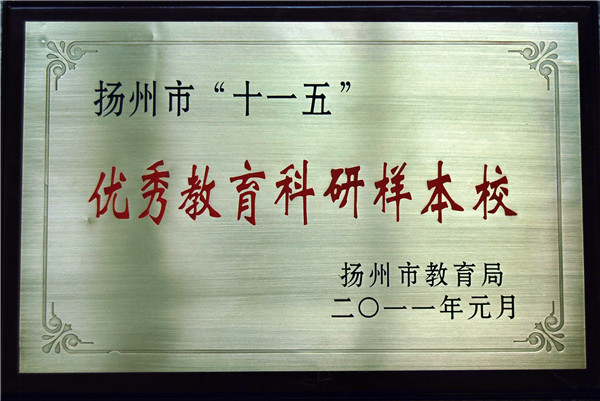 扬州市“十一五”
优秀教育科研样本校
扬州市教育局
二〇一一年元月